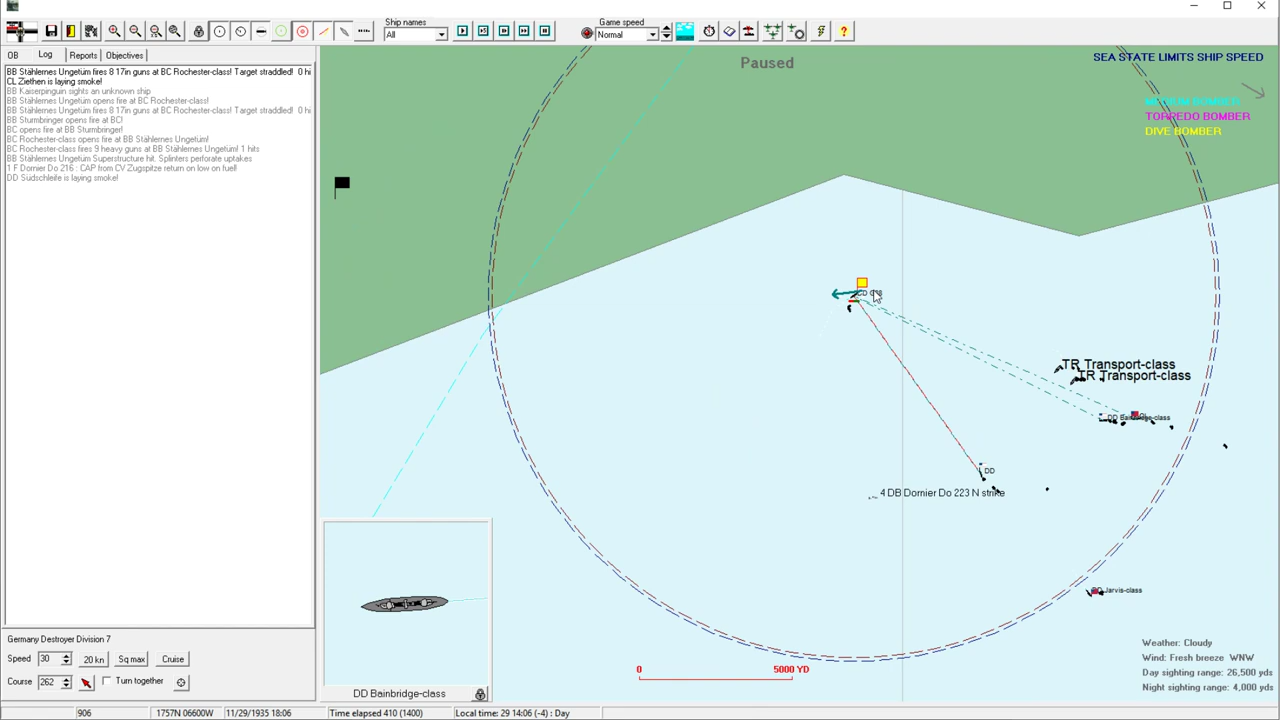 Ship names
All
Game speed
Normal
OB
Log
Reports
Objectives
BB Stählernes Ungetüm fires 8 17in guns at BC Rochester-class! Target straddled! 0 hi
CL Ziethen is laying smoke!
BB Kaiserpinguin sights an unknown ship
BB Stählernes Ungetüm opens fire at BC Rochester-class!
BB Stählernes Ungetüm fires 8 17in guns at BC Rochester-class! Target straddled! 0 hi
BB Sturmbringer opens fire at BC!
BC opens fire at BB Sturmbringer!
BC Rochester-class opens fire at BB Stählernes Ungetüm!
BC Rochester-class fires 9 heavy guns at BB Stählernes Ungetüm! 1 hits
BB Stählernes Ungetüm Superstructure hit. Splinters perforate uptakes
1 F Dornier Do 216 : CAP from CV Zugspitze return on low on fuel!
DD Südschleife is laying smoke!
Paused
SEA STATE LIMITS SHIP SPEED
MEDIUM BOMBER
TORPEDO BOMBER
DIVE BOMBER
TR Transport-class
TR Transport-class
DD Bainbridge-class
DD
4 DB Dornier Do 223 N strike
DD Jarvis-class
0
5000 YD
Weather: Cloudy
Wind: Fresh breeze WNW
Day sighting range: 26,500 yds
Night sighting range: 4,000 yds
DD Bainbridge-class
Germany Destroyer Division 7
Speed
30
20 kn
Sq max
Cruise
Course
262
Turn together
906
1757N 06600W
11/29/1935 18:06
Time elapsed 410 (1400)
Local time: 29 14:06 (-4) : Day